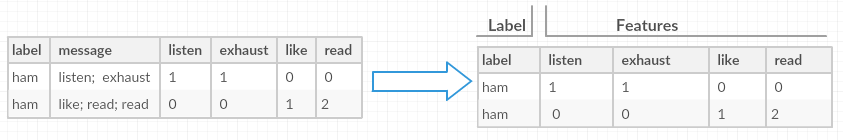 Label Features
label message listen exhaust like read
ham listen; exhaust 1 1 0 0
ham like; read; read 0 0 1 2
label listen exhaust like read
ham 1 1 0 0
ham 0 0 1 2